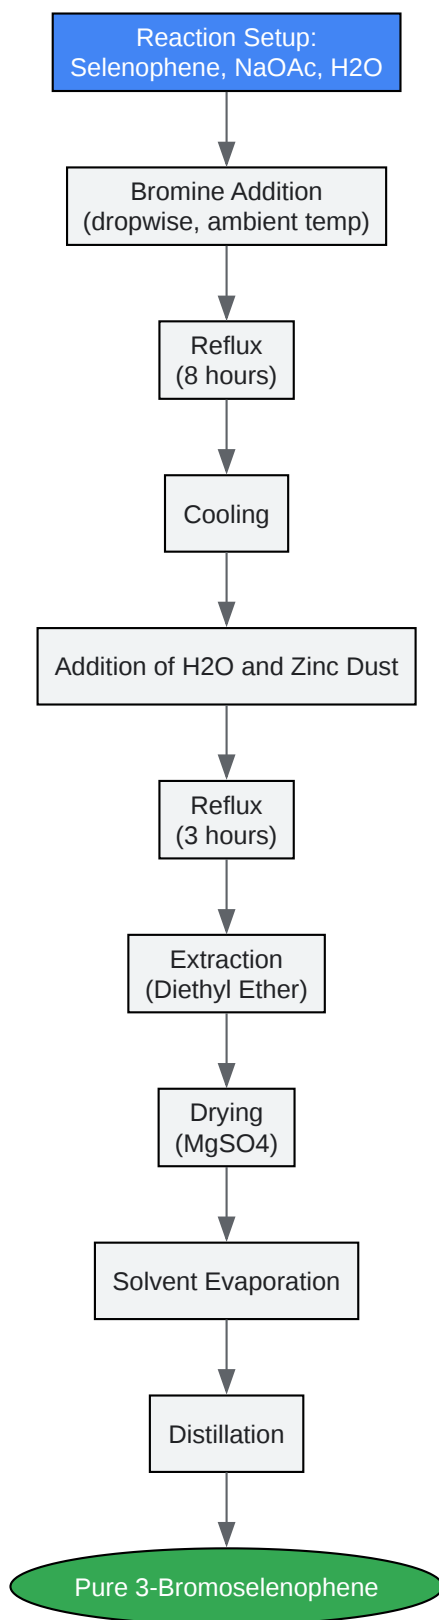 Reaction Setup:
Selenophene, NaOAc, H2O
Bromine Addition
(dropwise, ambient temp)
Reflux
(8 hours)
Cooling
Addition of H2O and Zinc Dust
Reflux
(3 hours)
Extraction
(Diethyl Ether)
Drying
(MgSO4)
Solvent Evaporation
Distillation
Pure 3-Bromoselenophene